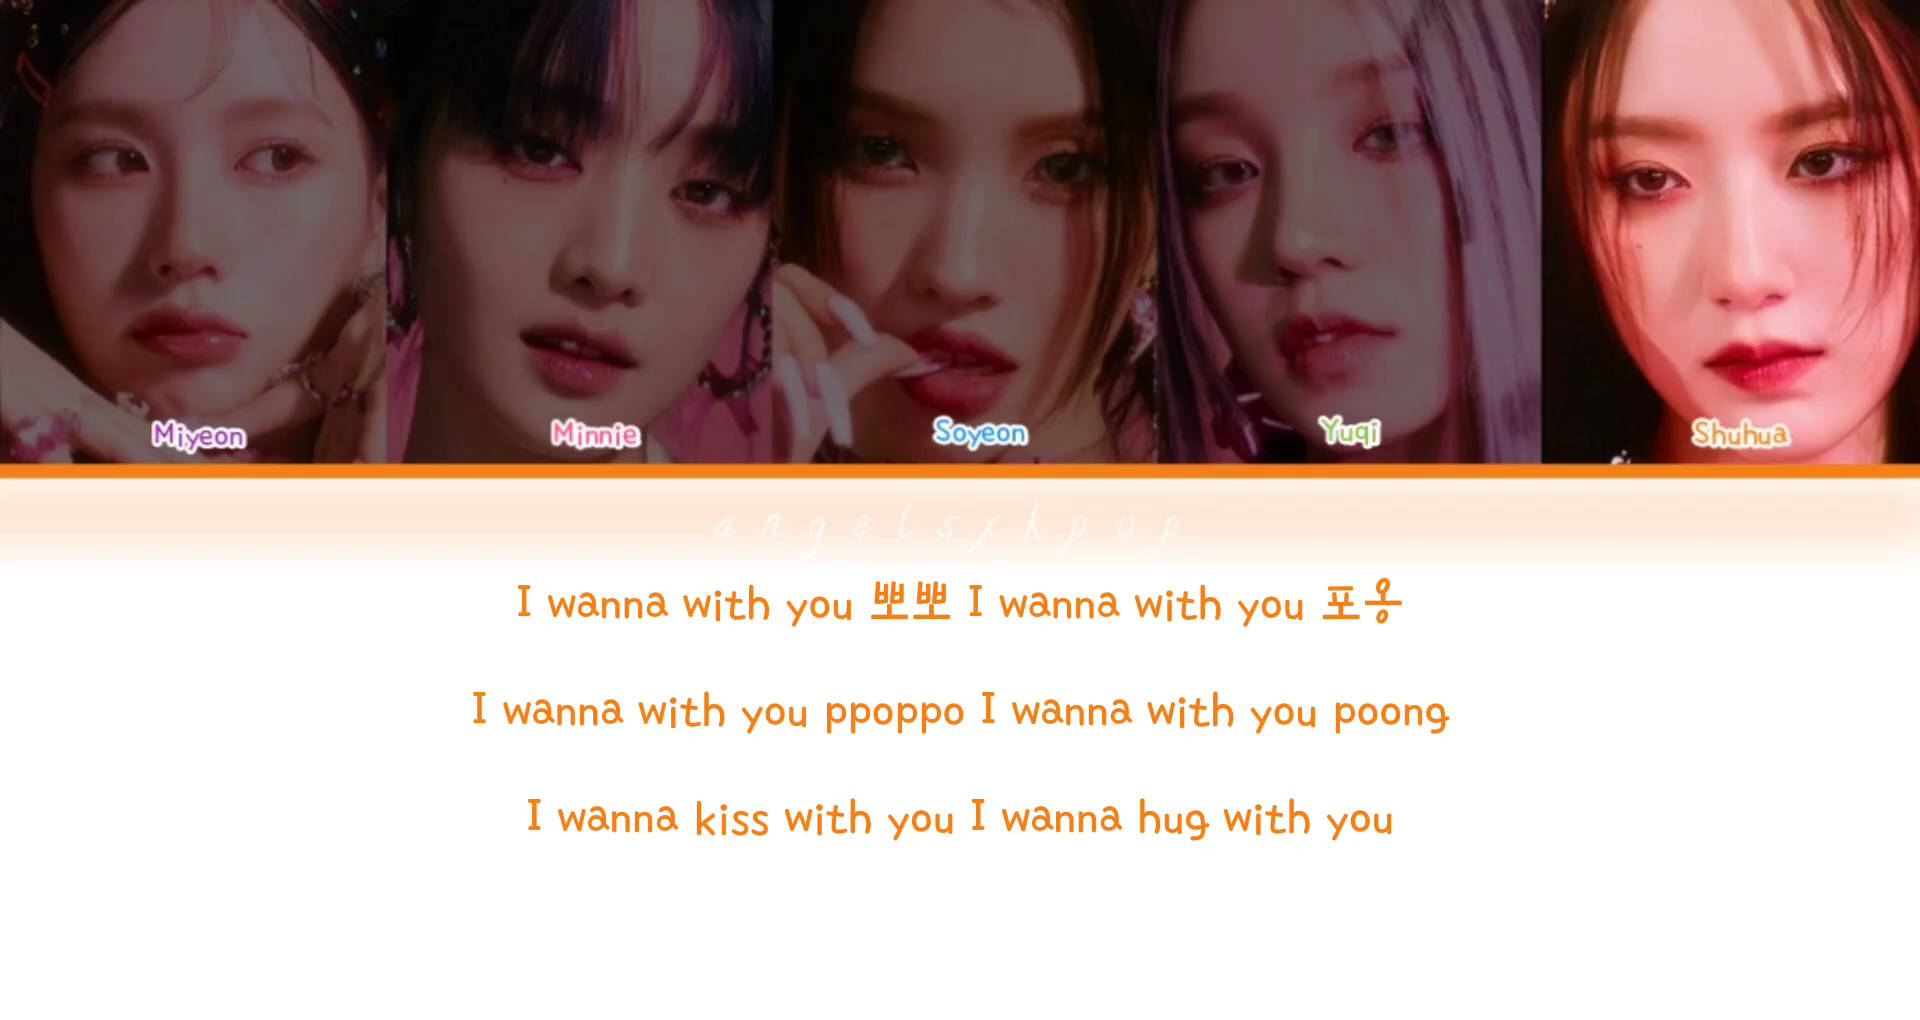 Miyeon Minnie Soyeon Yuqi Shuhua
angelsxkpop
I wanna with you 뽀뽀 I wanna with you 포옹
I wanna with you ppoppo I wanna with you poong
I wanna kiss with you I wanna hug with you